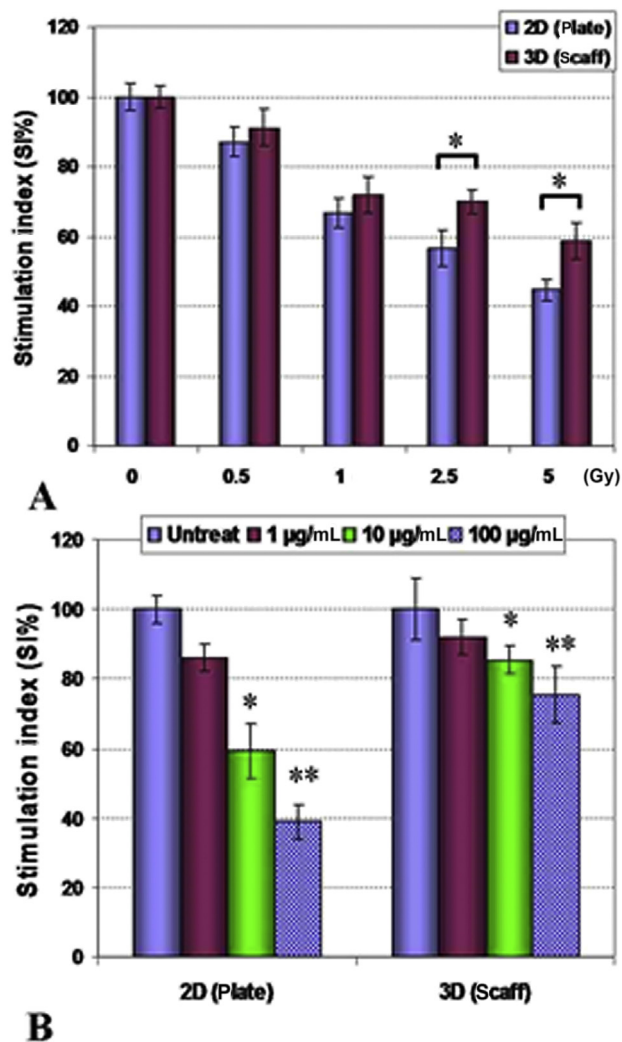 120
100
80
60
40
20
0
Stimulation index (SI%)
2D (Plate)
3D (Scaff)
*
*
0 0.5 1 2.5 5 (Gy)
A
Untreat 1 µg/mL 10 µg/mL 100 µg/mL
120
100
80
60
40
20
0
Stimulation index (SI%)
*
**
*
**
2D (Plate) 3D (Scaff)
B